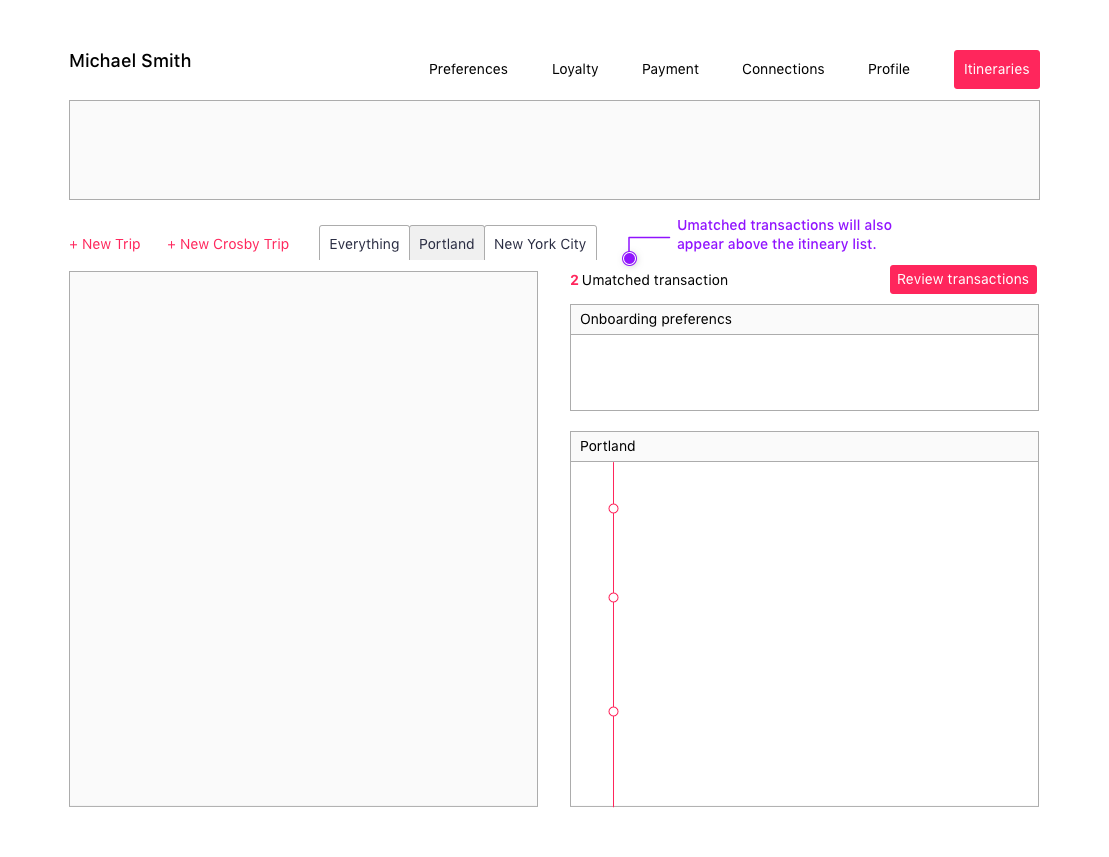 Michael Smith
Preferences
Loyalty
Payment
Connections
Profile
Itineraries
+ New Trip
+ New Crosby Trip
Everything
Portland
New York City
Umatched transactions will also
appear above the itineary list.
2 Umatched transaction
Review transactions
Onboarding preferencs
Portland